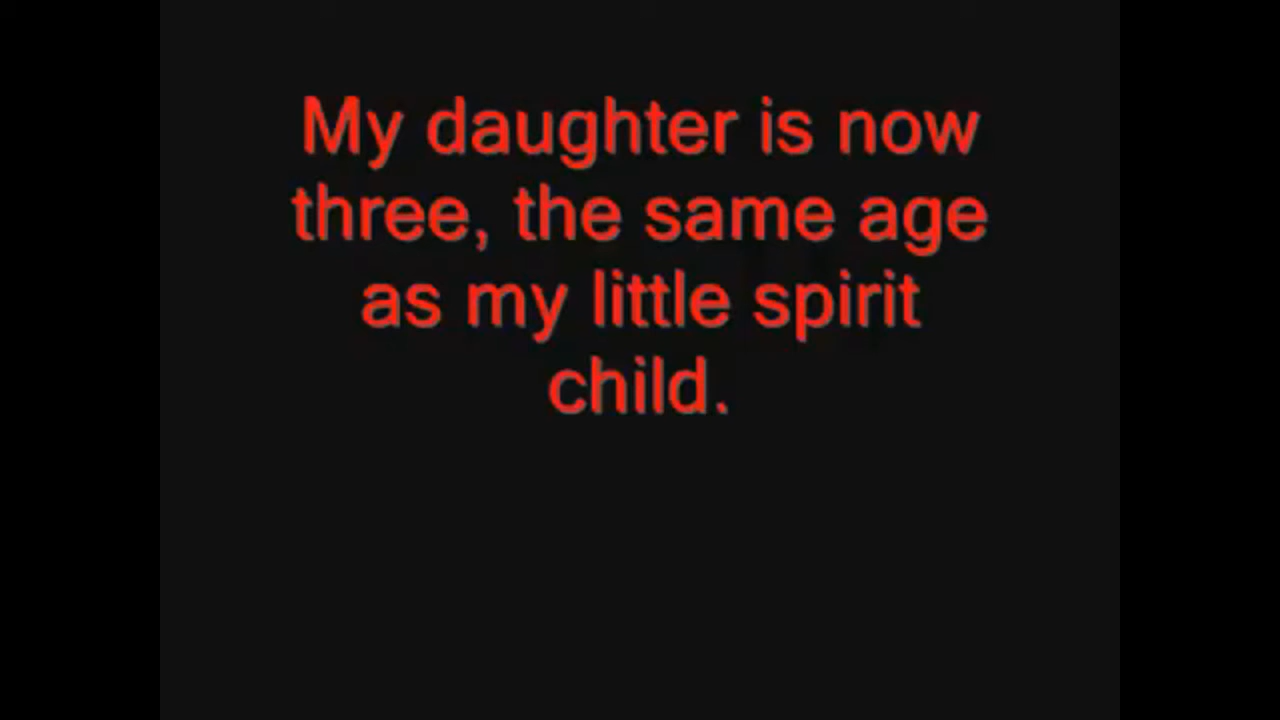 My daughter is now
three, the same age
as my little spirit
child.